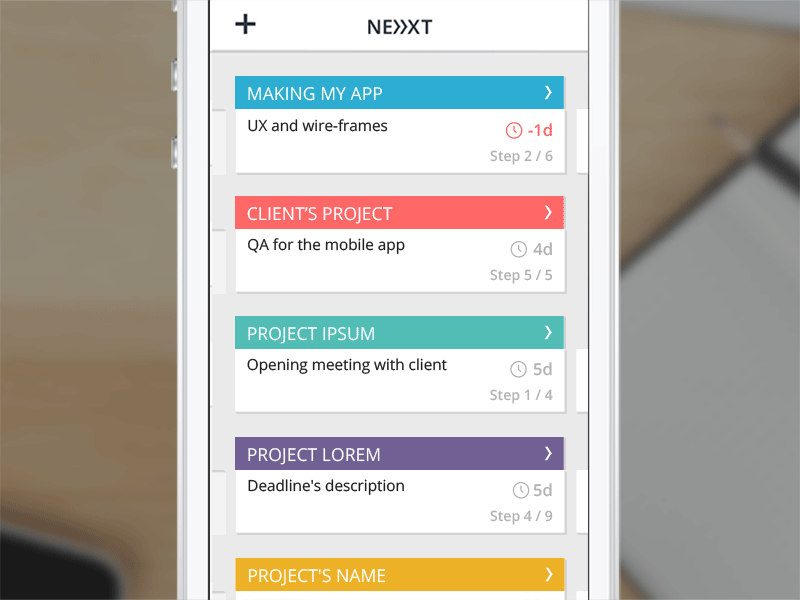 NE»XT
MAKING MY APP
UX and wire-frames
-1d
Step 2 / 6
CLIENT’S PROJECT
QA for the mobile app
4d
Step 5 / 5
PROJECT IPSUM
Opening meeting with client
5d
Step 1 / 4
PROJECT LOREM
Deadline's description
5d
Step 4 / 9
PROJECT'S NAME